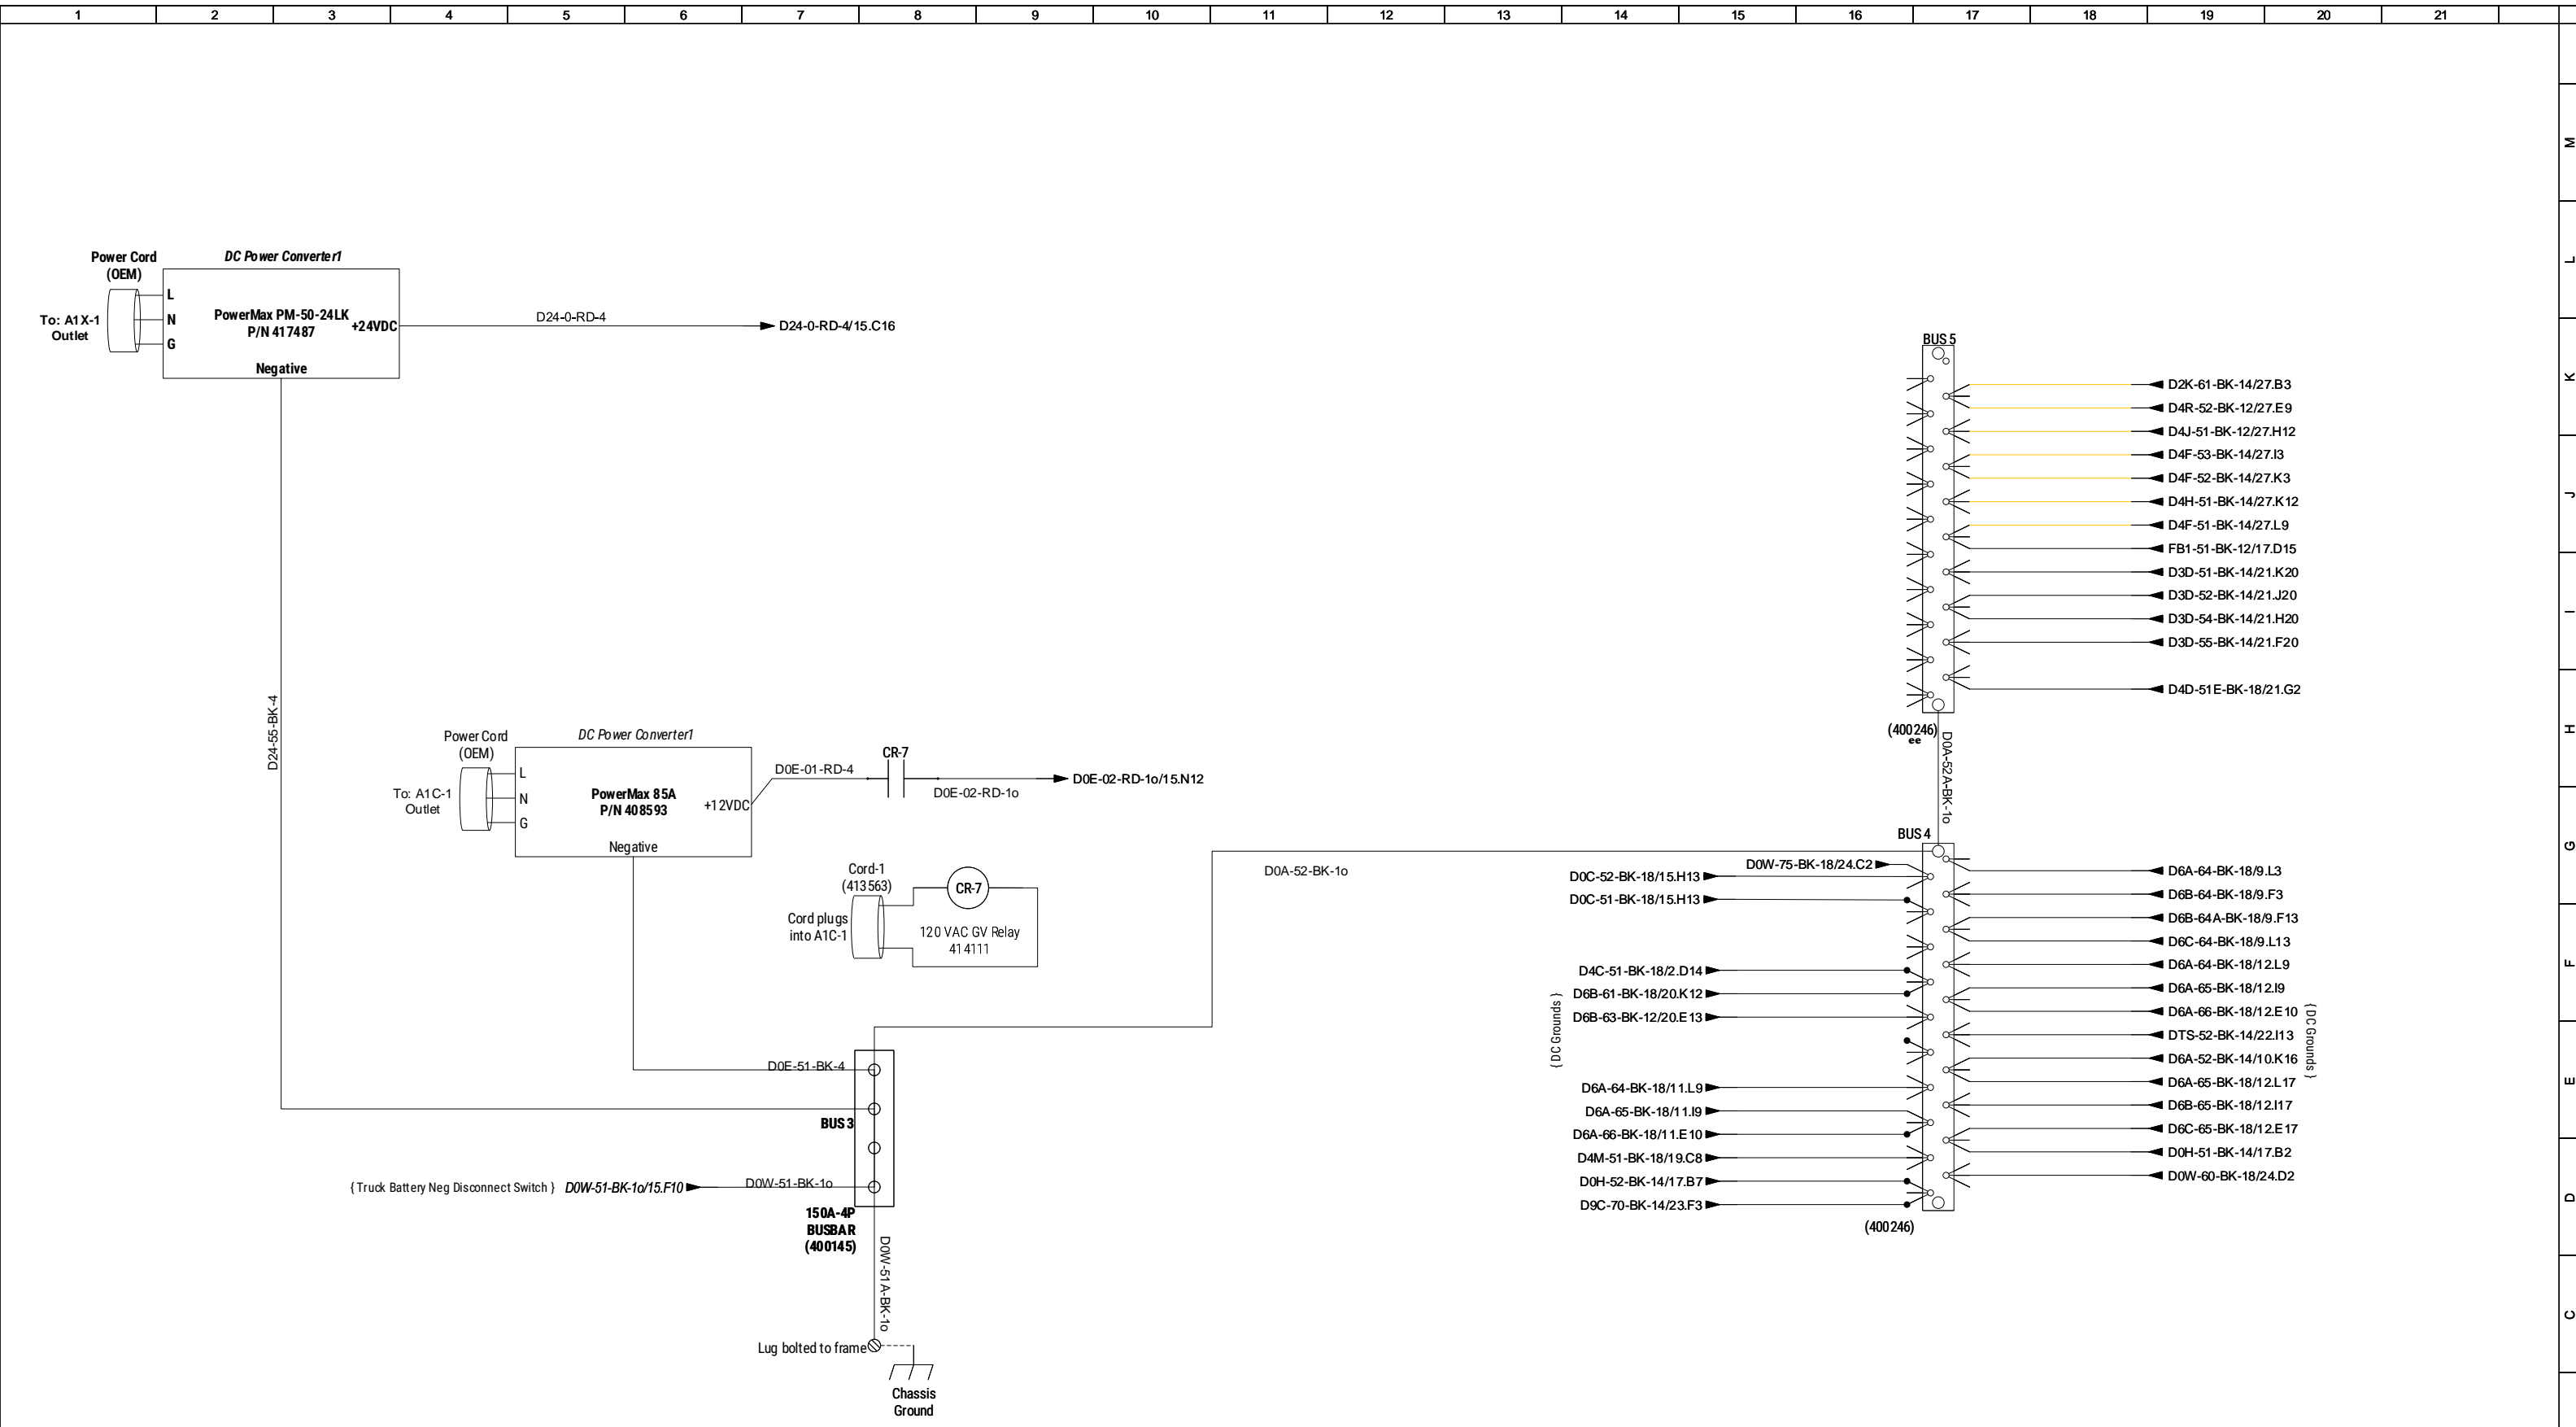 1 2 3 4 5 6 7 8 9 10 11 12 13 14 15 16 17 18 19 20 21
M
L
K
J
I
H
G
F
E
D
C
Power Cord
(OEM)
To: A1X-1
Outlet
DC Power Converter1
L
N
G
PowerMax PM-50-24LK
P/N 417487
+24VDC
Negative
D24-0-RD-4
D24-0-RD-4/15.C16
D24-55-BK-4
Power Cord
(OEM)
To: A1C-1
Outlet
DC Power Converter1
L
N
G
PowerMax 85A
P/N 408593
+12VDC
Negative
D0E-01-RD-4
CR-7
D0E-02-RD-1o
D0E-02-RD-1o/15.N12
Cord-1
(413563)
Cord plugs
into A1C-1
CR-7
120 VAC GV Relay
414111
D0A-52-BK-1o
D0E-51-BK-4
BUS 3
{ Truck Battery Neg Disconnect Switch } D0W-51-BK-1o/15.F10
D0W-51-BK-1o
150A-4P
BUSBAR
(400145)
D0W-51A-BK-1o
Lug bolted to frame
Chassis
Ground
BUS 5
D2K-61-BK-14/27.B3
D4R-52-BK-12/27.E9
D4J-51-BK-12/27.H12
D4F-53-BK-14/27.I3
D4F-52-BK-14/27.K3
D4H-51-BK-14/27.K12
D4F-51-BK-14/27.L9
FB1-51-BK-12/17.D15
D3D-51-BK-14/21.K20
D3D-52-BK-14/21.J20
D3D-54-BK-14/21.H20
D3D-55-BK-14/21.F20
D4D-51E-BK-18/21.G2
(400246)
ee
D0A-52A-BK-1o
BUS 4
D0W-75-BK-18/24.C2
D0C-52-BK-18/15.H13
D0C-51-BK-18/15.H13
D4C-51-BK-18/2.D14
D6B-61-BK-18/20.K12
D6B-63-BK-12/20.E13
{ DC Grounds }
D6A-64-BK-18/11.L9
D6A-65-BK-18/11.I9
D6A-66-BK-18/11.E10
D4M-51-BK-18/19.C8
D0H-52-BK-14/17.B7
D9C-70-BK-14/23.F3
D6A-64-BK-18/9.L3
D6B-64-BK-18/9.F3
D6B-64A-BK-18/9.F13
D6C-64-BK-18/9.L13
D6A-64-BK-18/12.L9
D6A-65-BK-18/12.I9
D6A-66-BK-18/12.E10
DTS-52-BK-14/22.I13
D6A-52-BK-14/10.K16
D6A-65-BK-18/12.L17
D6B-65-BK-18/12.I17
D6C-65-BK-18/12.E17
D0H-51-BK-14/17.B2
D0W-60-BK-18/24.D2
{ DC Grounds }
(400246)